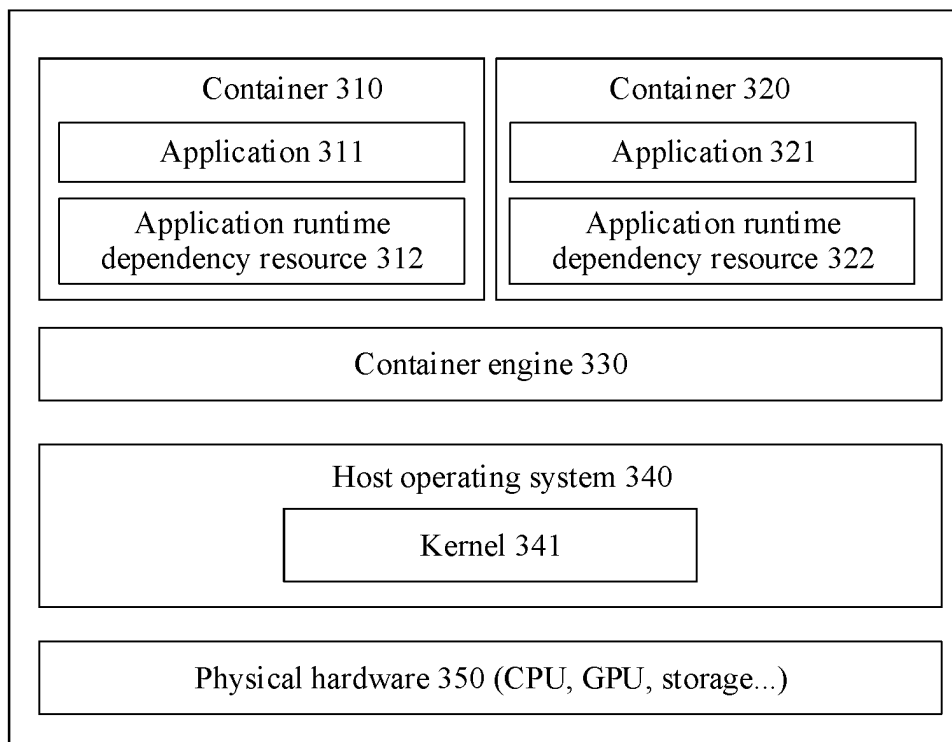 Container 310
Application 311
Application runtime
dependency resource 312
Container 320
Application 321
Application runtime
dependency resource 322
Container engine 330
Host operating system 340
Kernel 341
Physical hardware 350 (CPU, GPU, storage...)